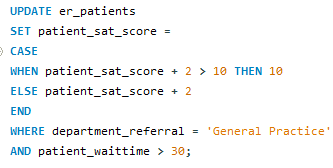 UPDATE er_patients
SET patient_sat_score =
CASE
WHEN patient_sat_score + 2 > 10 THEN 10
ELSE patient_sat_score + 2
END
WHERE department_referral = 'General Practice'
AND patient_waittime > 30;